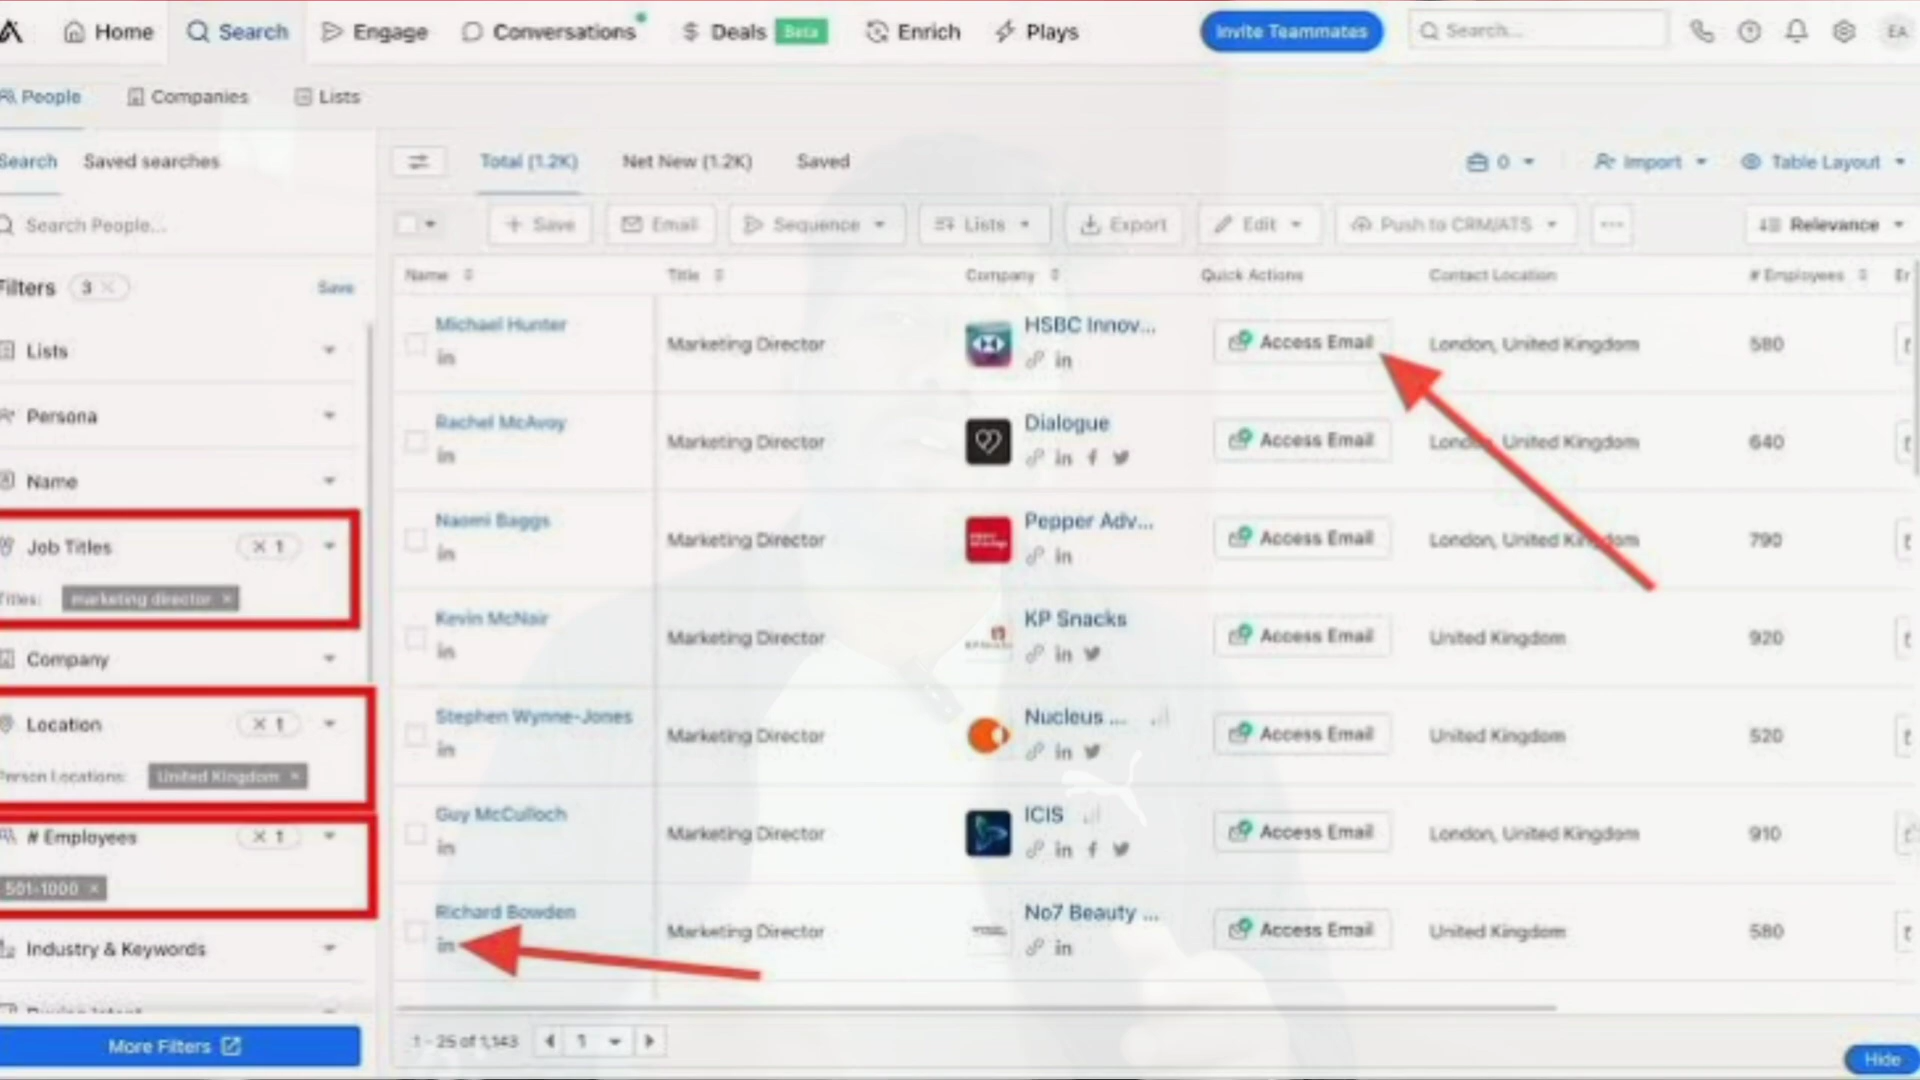 Home Search Engage Conversations Deals Beta Enrich Plays Invite Teammates Search... EA
People Companies Lists
Search Saved searches Total (1.2K) Net New (1.2K) Saved 0 Import Table Layout
Search People... Save Email Sequence Lists Export Edit Push to CRM/ATS Relevance
Filters 3 Save
Name Title Company Quick Actions Contact Location # Employees
Lists
Persona
Name
Job Titles 1
Titles: marketing director
Company
Location 1
Person Locations: United Kingdom
# Employees 1
501-1000
Industry & Keywords
More Filters
Michael Hunter Marketing Director HSBC Innov... Access Email London, United Kingdom 580
Rachel McAvoy Marketing Director Dialogue Access Email London, United Kingdom 640
Naomi Baggs Marketing Director Pepper Adv... Access Email London, United Kingdom 790
Kevin McNair Marketing Director KP Snacks Access Email United Kingdom 920
Stephen Wynne-Jones Marketing Director Nucleus ... Access Email United Kingdom 520
Guy McCulloch Marketing Director ICIS Access Email London, United Kingdom 910
Richard Bowden Marketing Director No7 Beauty ... Access Email United Kingdom 580
1 - 25 of 1,143 1
Hide